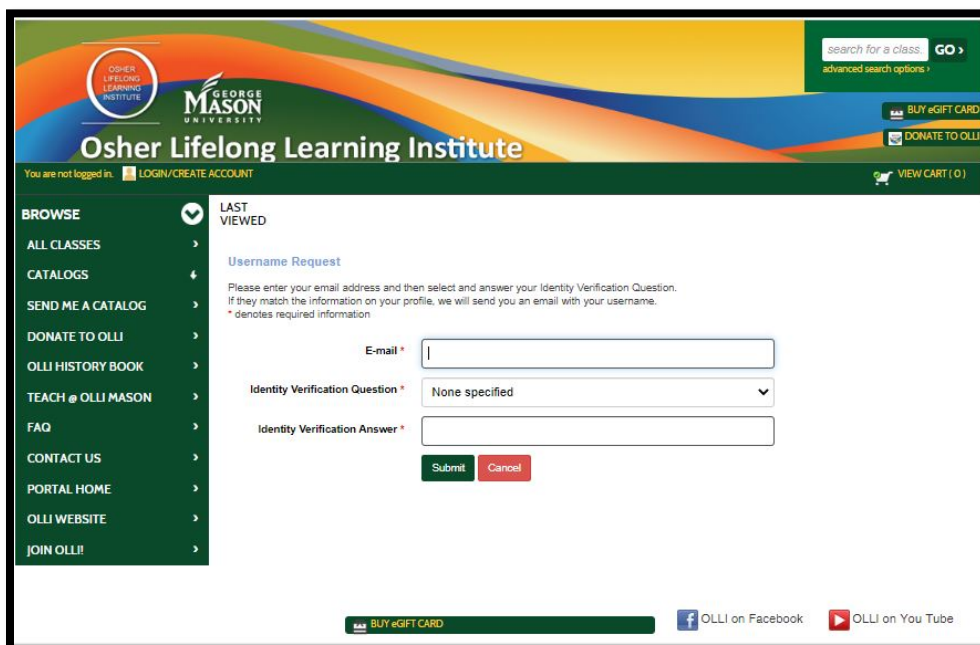 OSHER
LIFELONG
LEARNING
INSTITUTE
GEORGE
MASON
UNIVERSITY
Osher Lifelong Learning Institute
search for a class. GO ›
advanced search options ›
BUY eGIFT CARD
DONATE TO OLLI
You are not logged in. LOGIN/CREATE ACCOUNT
VIEW CART ( 0 )
BROWSE
ALL CLASSES
CATALOGS
SEND ME A CATALOG
DONATE TO OLLI
OLLI HISTORY BOOK
TEACH @ OLLI MASON
FAQ
CONTACT US
PORTAL HOME
OLLI WEBSITE
JOIN OLLI!
LAST
VIEWED
Username Request
Please enter your email address and then select and answer your Identity Verification Question.
If they match the information on your profile, we will send you an email with your username.
* denotes required information
E-mail *
Identity Verification Question * None specified
Identity Verification Answer *
Submit Cancel
BUY eGIFT CARD
OLLI on Facebook
OLLI on You Tube